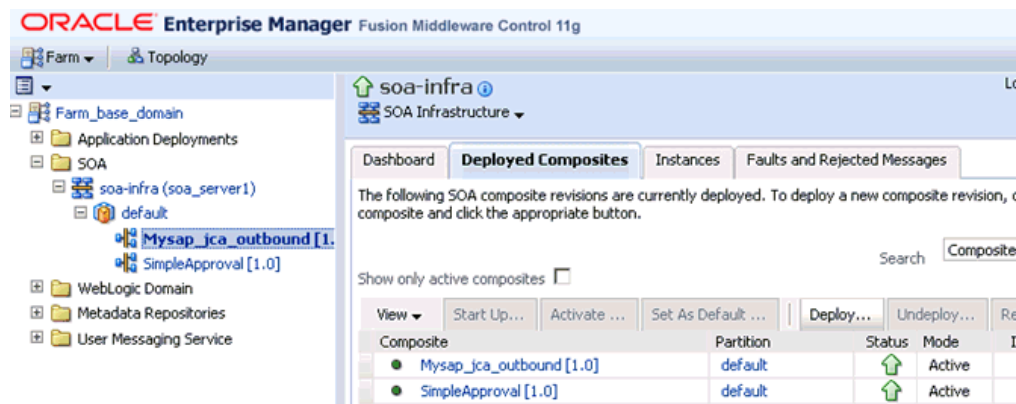 ORACLE Enterprise Manager Fusion Middleware Control 11g
Farm Topology
Farm_base_domain
Application Deployments
SOA
soa-infra (soa_server1)
default
Mysap_jca_outbound [1.
SimpleApproval [1.0]
WebLogic Domain
Metadata Repositories
User Messaging Service
soa-infra
Lo
SOA Infrastructure
Dashboard Deployed Composites Instances Faults and Rejected Messages
The following SOA composite revisions are currently deployed. To deploy a new composite revision, c
composite and click the appropriate button.
Search Composite
Show only active composites
View Start Up... Activate ... Set As Default ... Deploy... Undeploy... Re
Composite Partition Status Mode I
Mysap_jca_outbound [1.0] default Active
SimpleApproval [1.0] default Active